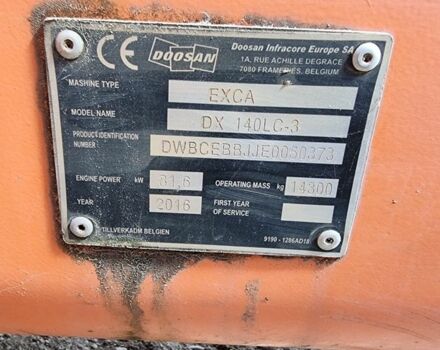 CE DOOSAN Doosan Infracore Europe SA
1A, RUE ACHILLE DEGRACE
7080 FRAMERIES, BELGIUM
MASHINE TYPE EXCA
MODEL NAME DX 140LC-3
PRODUCT IDENTIFICATION NUMBER DWBCEBBJJE0050373
ENGINE POWER kW 81,6 OPERATING MASS kg 14300
YEAR 2016 FIRST YEAR OF SERVICE
TILLVERKADM BELGIEN
9190 - 1286AD18